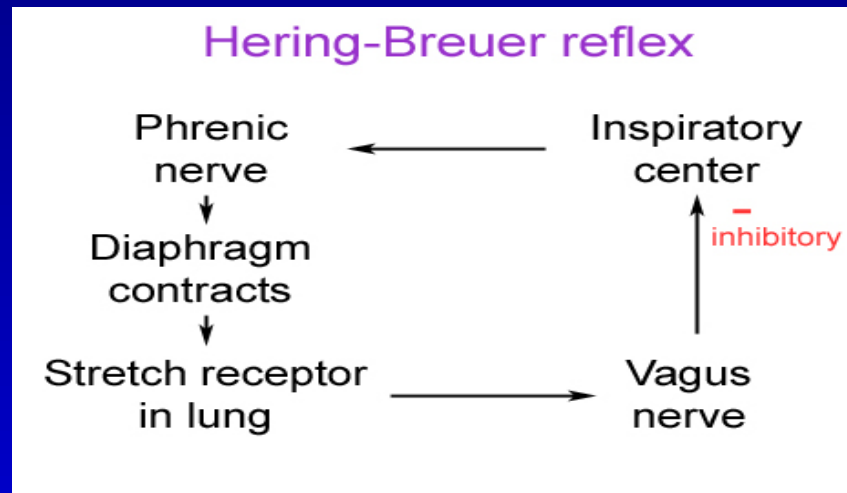 Hering-Breuer reflex
Phrenic
nerve
Inspiratory
center
–
inhibitory
Diaphragm
contracts
Stretch receptor
in lung
Vagus
nerve